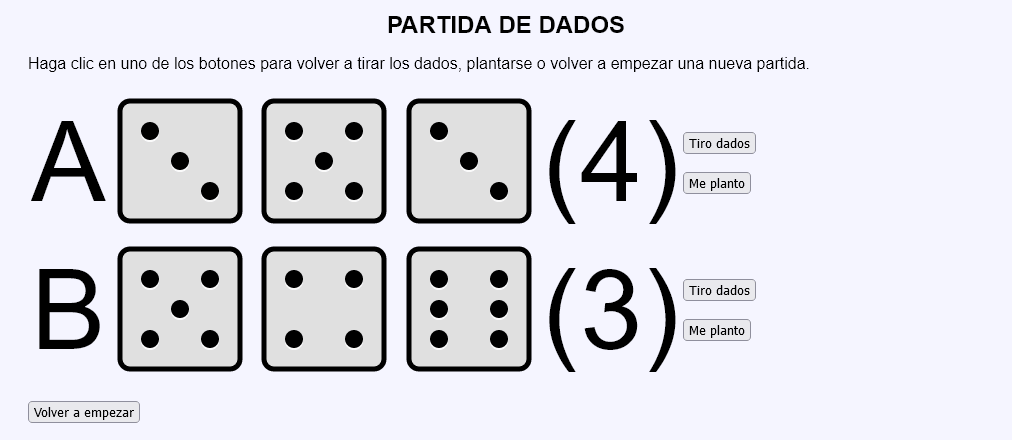 PARTIDA DE DADOS
Haga clic en uno de los botones para volver a tirar los dados, plantarse o volver a empezar una nueva partida.
A (4) Tiro dados
Me planto
B (3) Tiro dados
Me planto
Volver a empezar